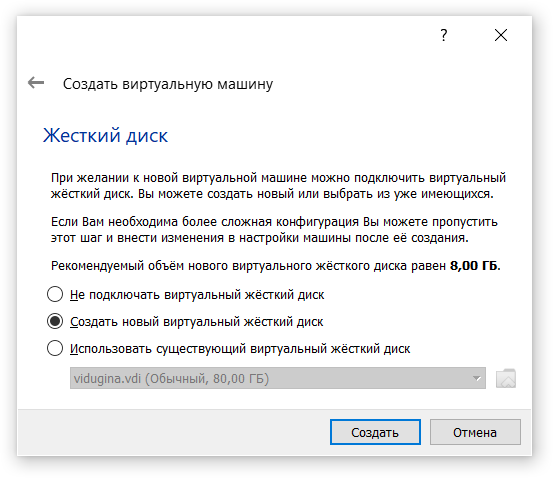 ?
Создать виртуальную машину
Жесткий диск
При желании к новой виртуальной машине можно подключить виртуальный
жёсткий диск. Вы можете создать новый или выбрать из уже имеющихся.
Если Вам необходима более сложная конфигурация Вы можете пропустить
этот шаг и внести изменения в настройки машины после её создания.
Рекомендуемый объём нового виртуального жёсткого диска равен 8,00 ГБ.
Не подключать виртуальный жёсткий диск
Создать новый виртуальный жёсткий диск
Использовать существующий виртуальный жёсткий диск
vidugina.vdi (Обычный, 80,00 ГБ)
Создать
Отмена